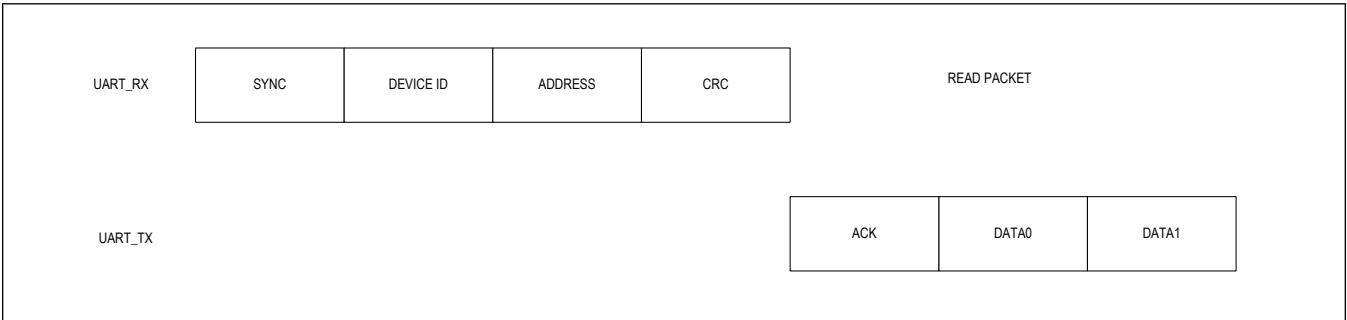 UART_RX SYNC DEVICE ID ADDRESS CRC READ PACKET
UART_TX ACK DATA0 DATA1